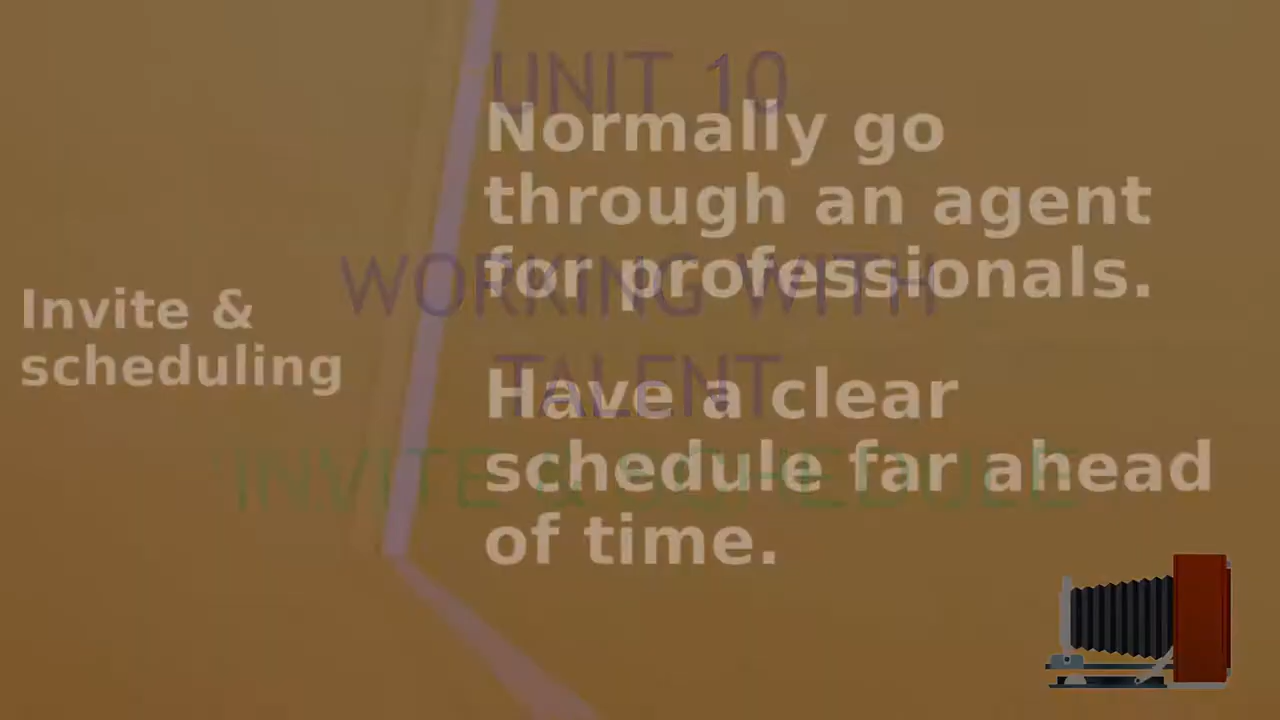 UNIT 10
WORKING WITH
TALENT
INVITE & SCHEDULE
Invite &
scheduling
Normally go
through an agent
for professionals.
Have a clear
schedule far ahead
of time.